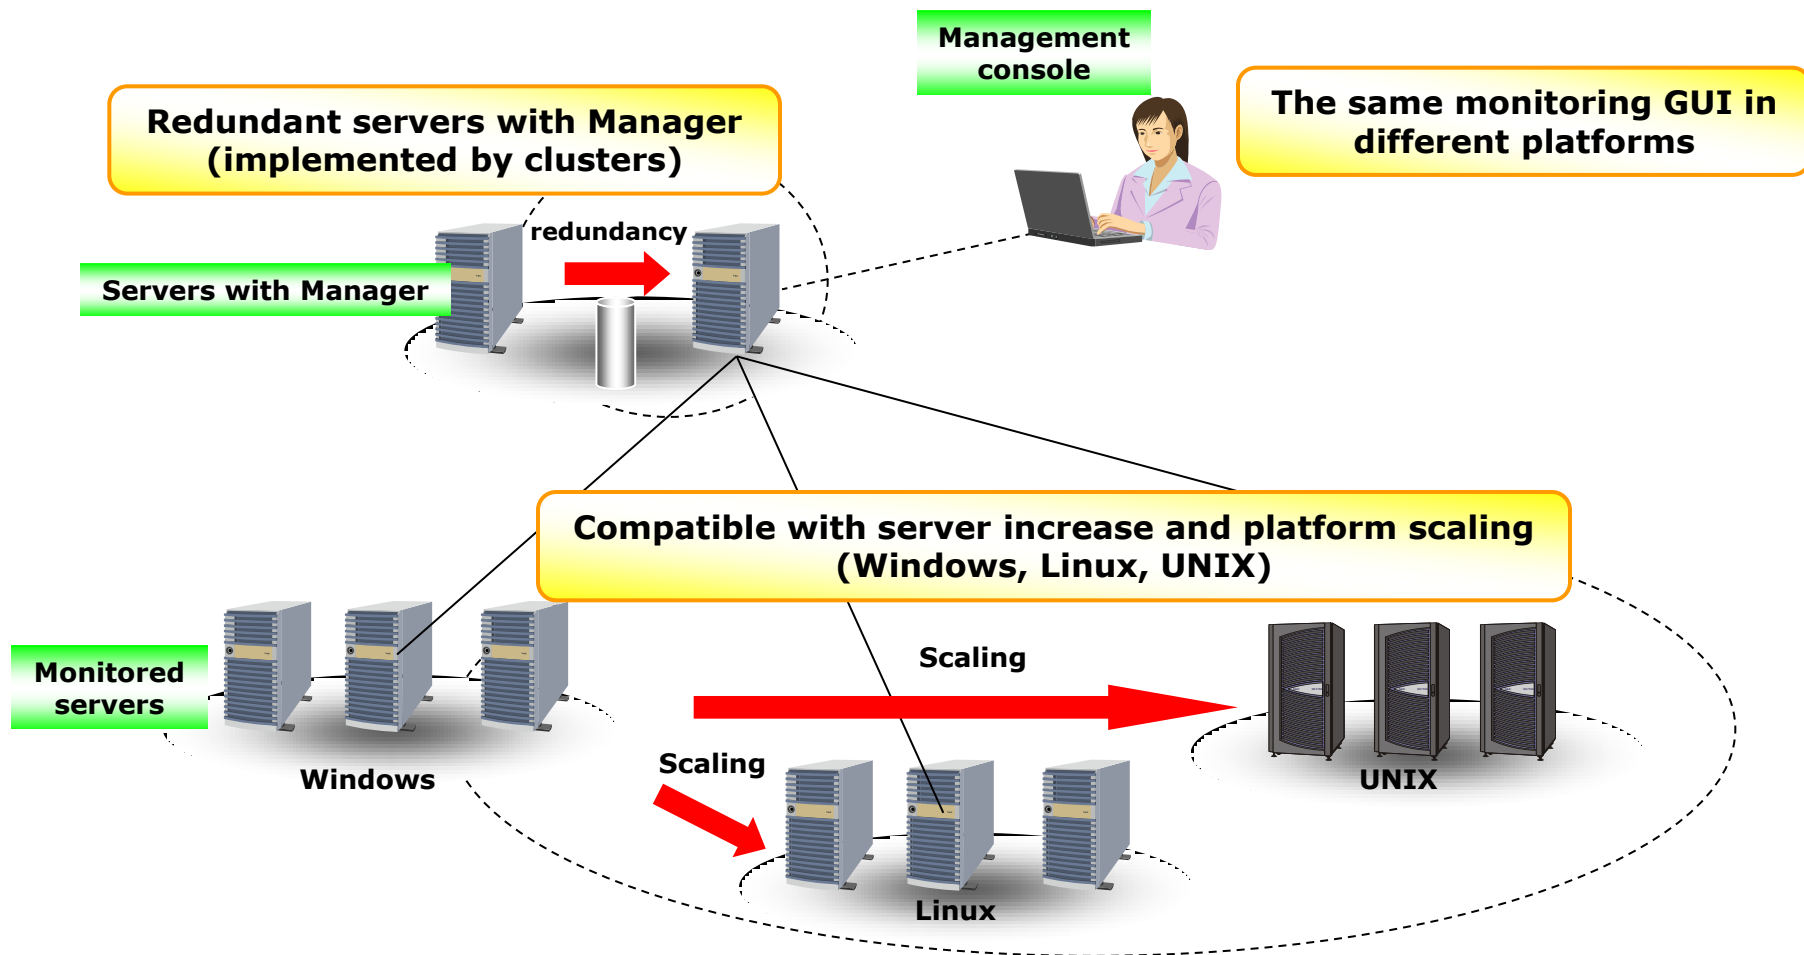 Management
console
The same monitoring GUI in
different platforms
Redundant servers with Manager
(implemented by clusters)
redundancy
Servers with Manager
Compatible with server increase and platform scaling
(Windows, Linux, UNIX)
Monitored
servers
Scaling
Scaling
Windows
UNIX
Linux